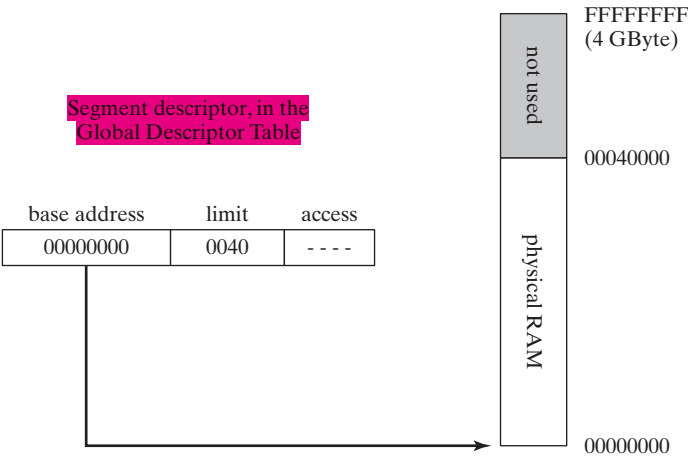 FFFFFFFF
(4 GByte)
not used
Segment descriptor, in the
Global Descriptor Table
00040000
base address limit access
00000000 0040 - - - -
physical RAM
00000000